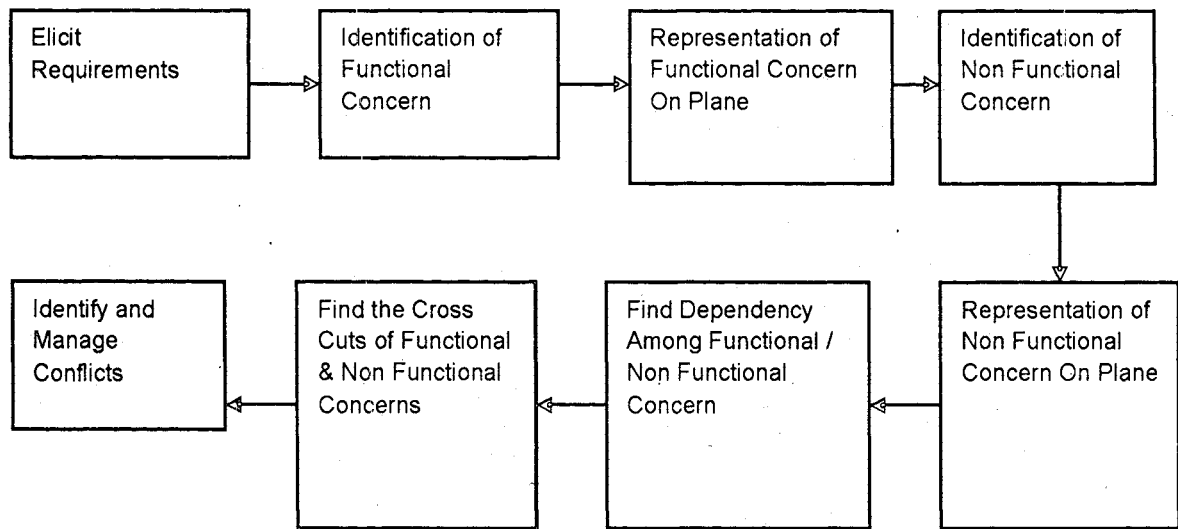 Elicit
Requirements
Identification of
Functional
Concern
Representation of
Functional Concern
On Plane
Identification of
Non Functional
Concern
Representation of
Non Functional
Concern On Plane
Find Dependency
Among Functional /
Non Functional
Concern
Find the Cross
Cuts of Functional
& Non Functional
Concerns
Identify and
Manage
Conflicts